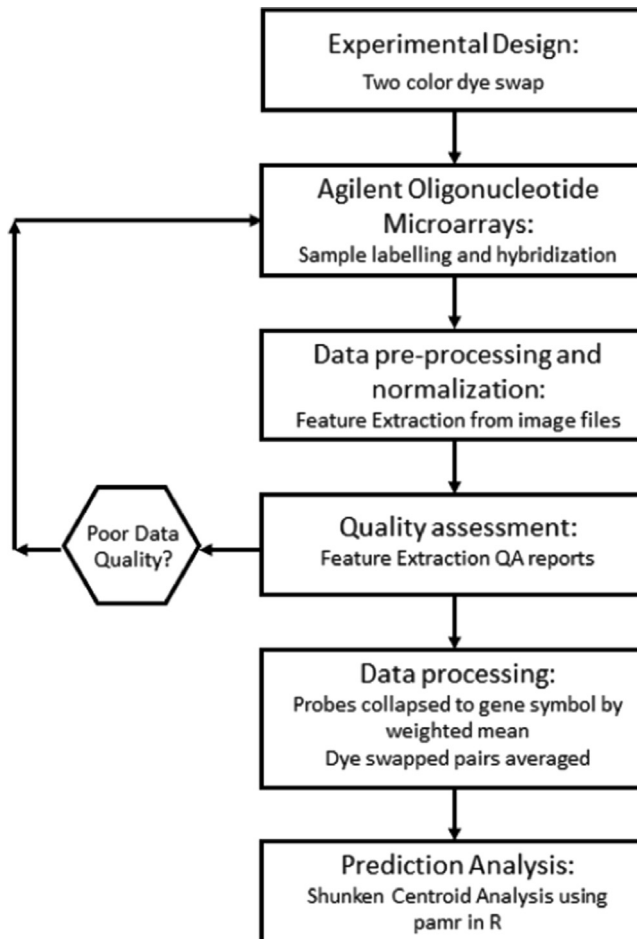 Experimental Design:
Two color dye swap
Agilent Oligonucleotide
Microarrays:
Sample labelling and hybridization
Data pre-processing and
normalization:
Feature Extraction from image files
Poor Data
Quality?
Quality assessment:
Feature Extraction QA reports
Data processing:
Probes collapsed to gene symbol by
weighted mean
Dye swapped pairs averaged
Prediction Analysis:
Shunken Centroid Analysis using
pamr in R